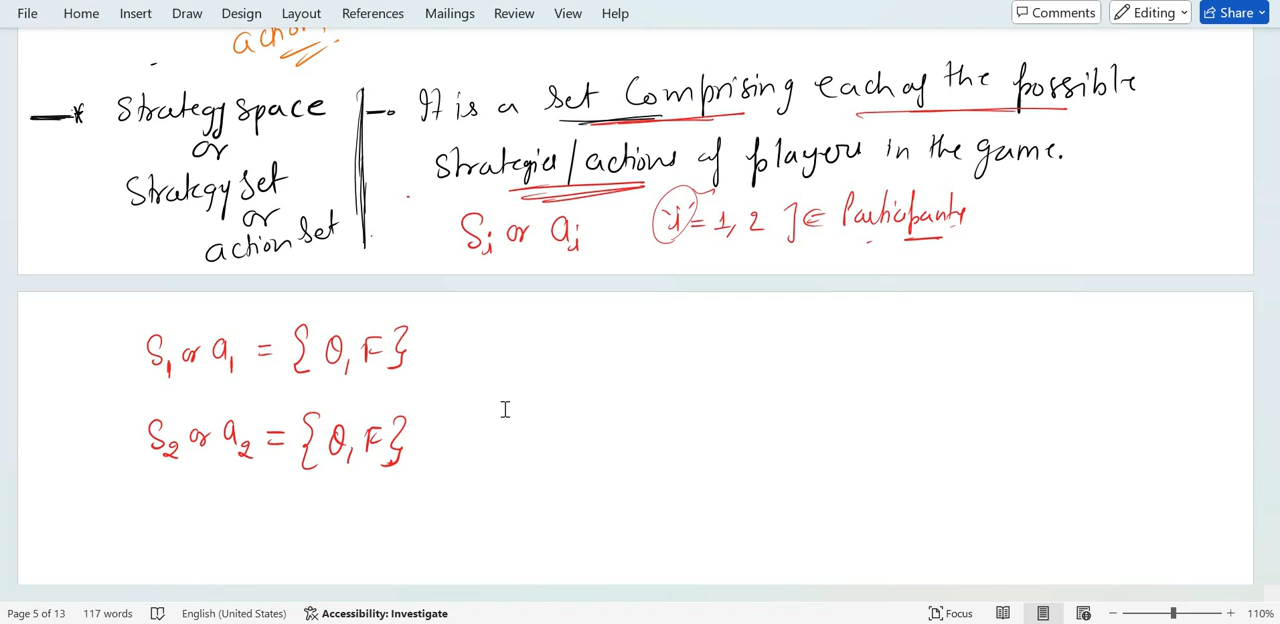 File Home Insert Draw Design Layout References Mailings Review View Help Comments Editing Share
action.
* Strategy space or Strategy set or action set
- It is a set comprising each of the possible
strategies/actions of players in the game.
Si or ai 'i' = 1, 2 ] ∈ Participants
S1 or a1 = { O, F }
S2 or a2 = { O, F }
Page 5 of 13 117 words English (United States) Accessibility: Investigate Focus 110%